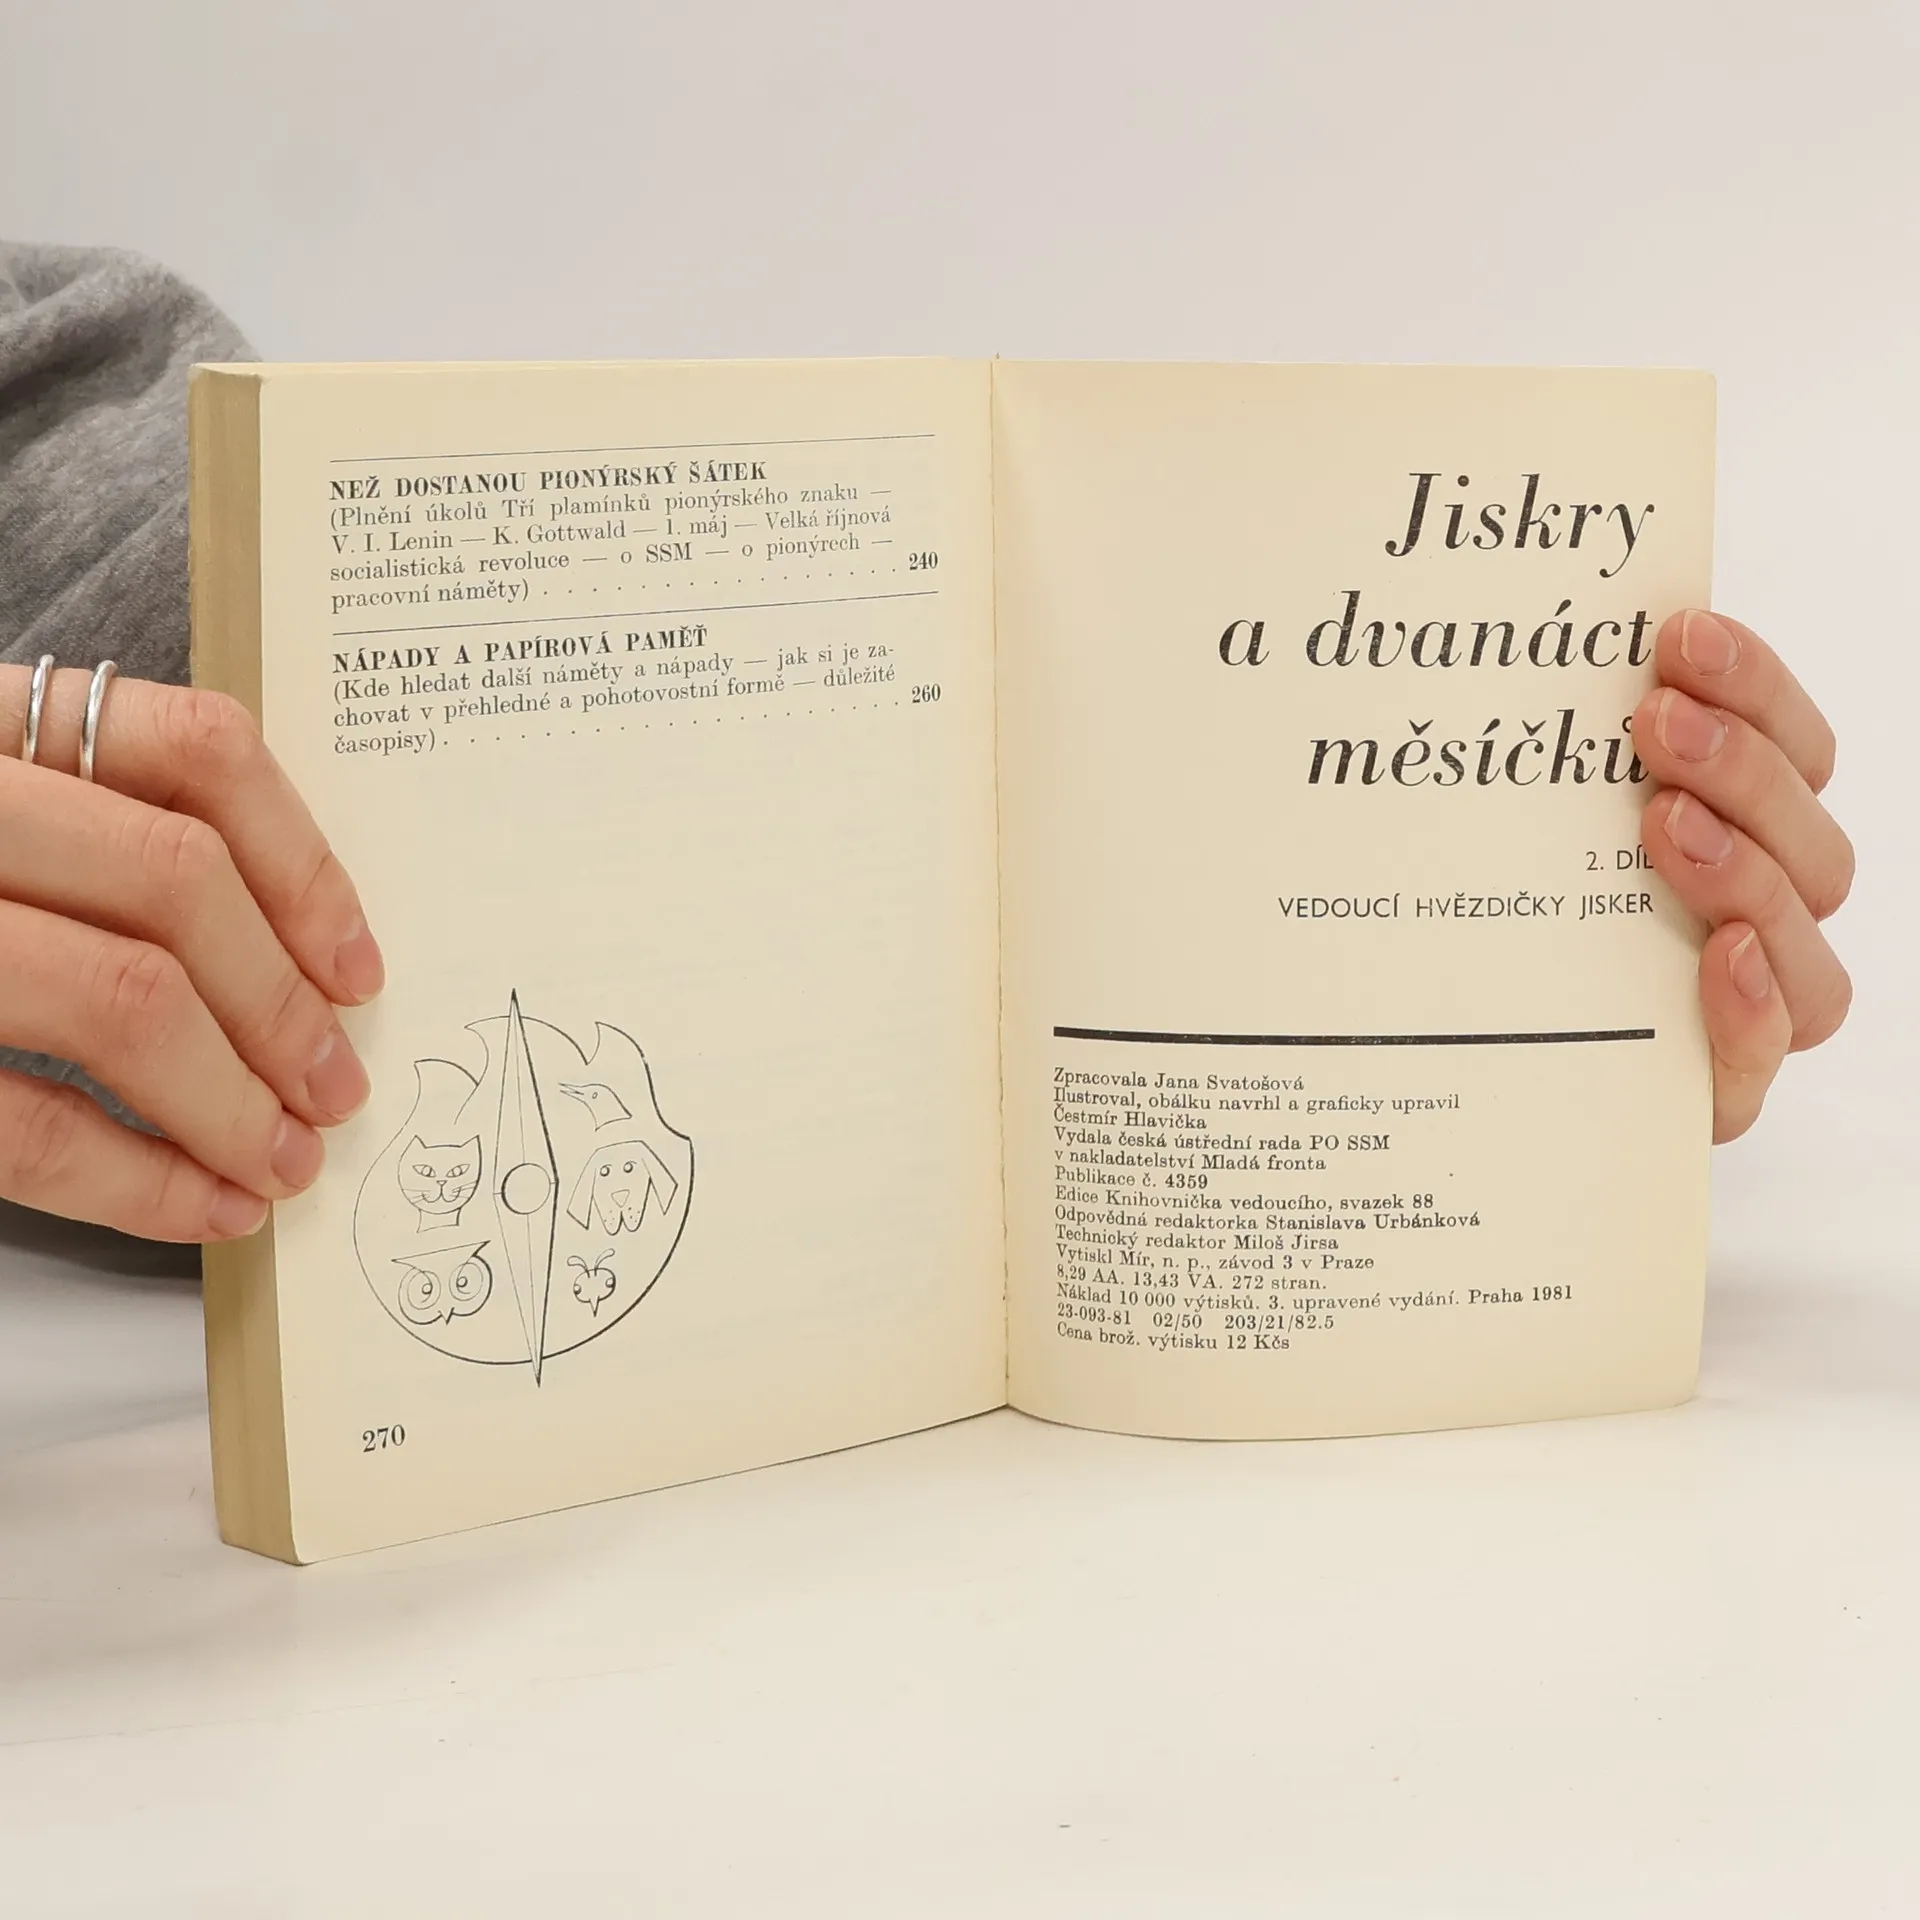 NEŽ DOSTANOU PIONÝRSKÝ ŠÁTEK
(Plnění úkolů Tří plamínků pionýrského znaku —
V. I. Lenin — K. Gottwald — 1. máj — Velká říjnová
socialistická revoluce — o SSM — o pionýrech —
pracovní náměty) . . . . . . . . . . . . . . 240
NÁPADY A PAPÍROVÁ PAMĚŤ
(Kde hledat další náměty a nápady — jak si je za-
chovat v přehledné a pohotovostní formě — důležité
časopisy) . . . . . . . . . . . . . . . . 260
270
Jiskry
a dvanáct
měsíčků
2. DÍL
VEDOUCÍ HVĚZDIČKY JISKER
Zpracovala Jana Svatošová
Ilustroval, obálku navrhl a graficky upravil
Čestmír Hlavička
Vydala česká ústřední rada PO SSM
v nakladatelství Mladá fronta
Publikace č. 4359
Edice Knihovnička vedoucího, svazek 88
Odpovědná redaktorka Stanislava Urbánková
Technický redaktor Miloš Jirsa
Vytiskl Mír, n. p., závod 3 v Praze
8,29 AA. 13,43 VA. 272 stran.
Náklad 10 000 výtisků. 3. upravené vydání. Praha 1981
23-093-81 02/50 203/21/82.5
Cena brož. výtisku 12 Kčs